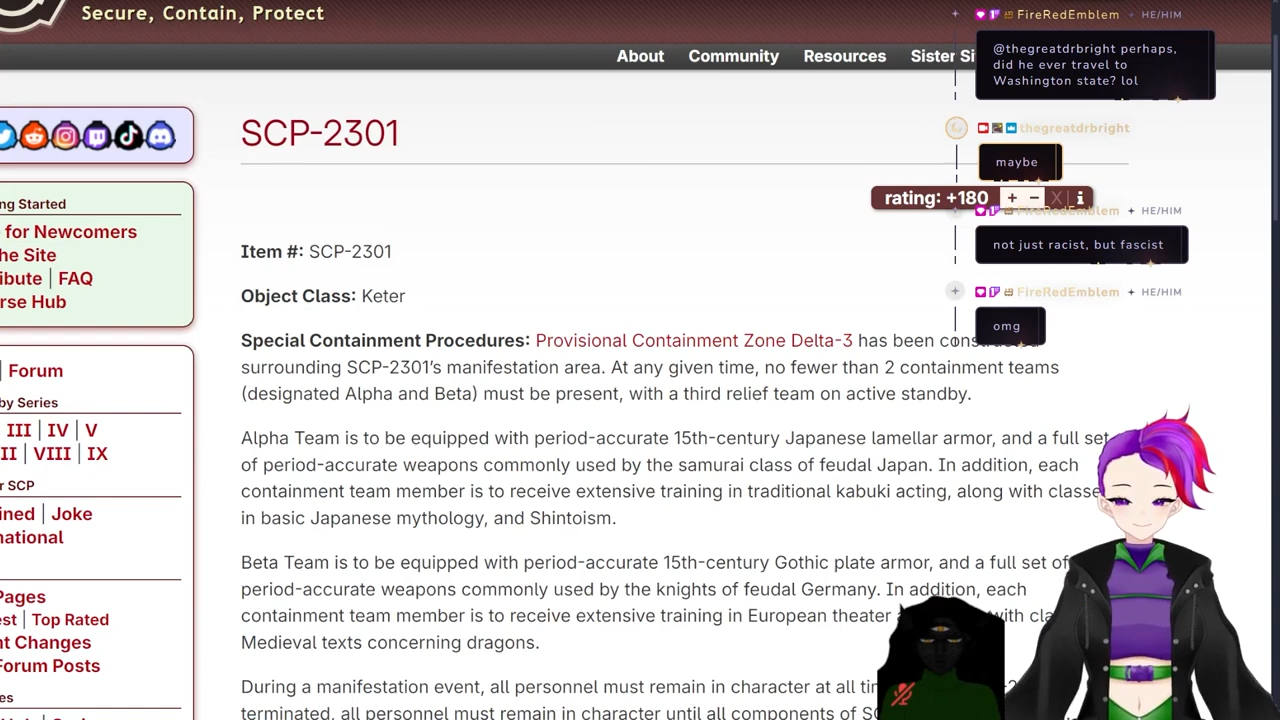 Secure, Contain, Protect
About Community Resources Sister Si
SCP-2301
rating: +180 + − X i
Item #: SCP-2301
Object Class: Keter
Special Containment Procedures: Provisional Containment Zone Delta-3 has been constructed
surrounding SCP-2301’s manifestation area. At any given time, no fewer than 2 containment teams
(designated Alpha and Beta) must be present, with a third relief team on active standby.
Alpha Team is to be equipped with period-accurate 15th-century Japanese lamellar armor, and a full set
of period-accurate weapons commonly used by the samurai class of feudal Japan. In addition, each
containment team member is to receive extensive training in traditional kabuki acting, along with classe
in basic Japanese mythology, and Shintoism.
Beta Team is to be equipped with period-accurate 15th-century Gothic plate armor, and a full set of
period-accurate weapons commonly used by the knights of feudal Germany. In addition, each
containment team member is to receive extensive training in European theater a with cla
Medieval texts concerning dragons.
During a manifestation event, all personnel must remain in character at all ti
terminated, all personnel must remain in character until all components of SC
ng Started
for Newcomers
he Site
ibute | FAQ
rse Hub
| Forum
by Series
III | IV | V
II | VIII | IX
r SCP
ined | Joke
national
Pages
est | Top Rated
nt Changes
Forum Posts
es
FireRedEmblem HE/HIM
@thegreatdrbright perhaps,
did he ever travel to
Washington state? lol
thegreatdrbright
maybe
FireRedEmblem HE/HIM
not just racist, but fascist
FireRedEmblem HE/HIM
omg